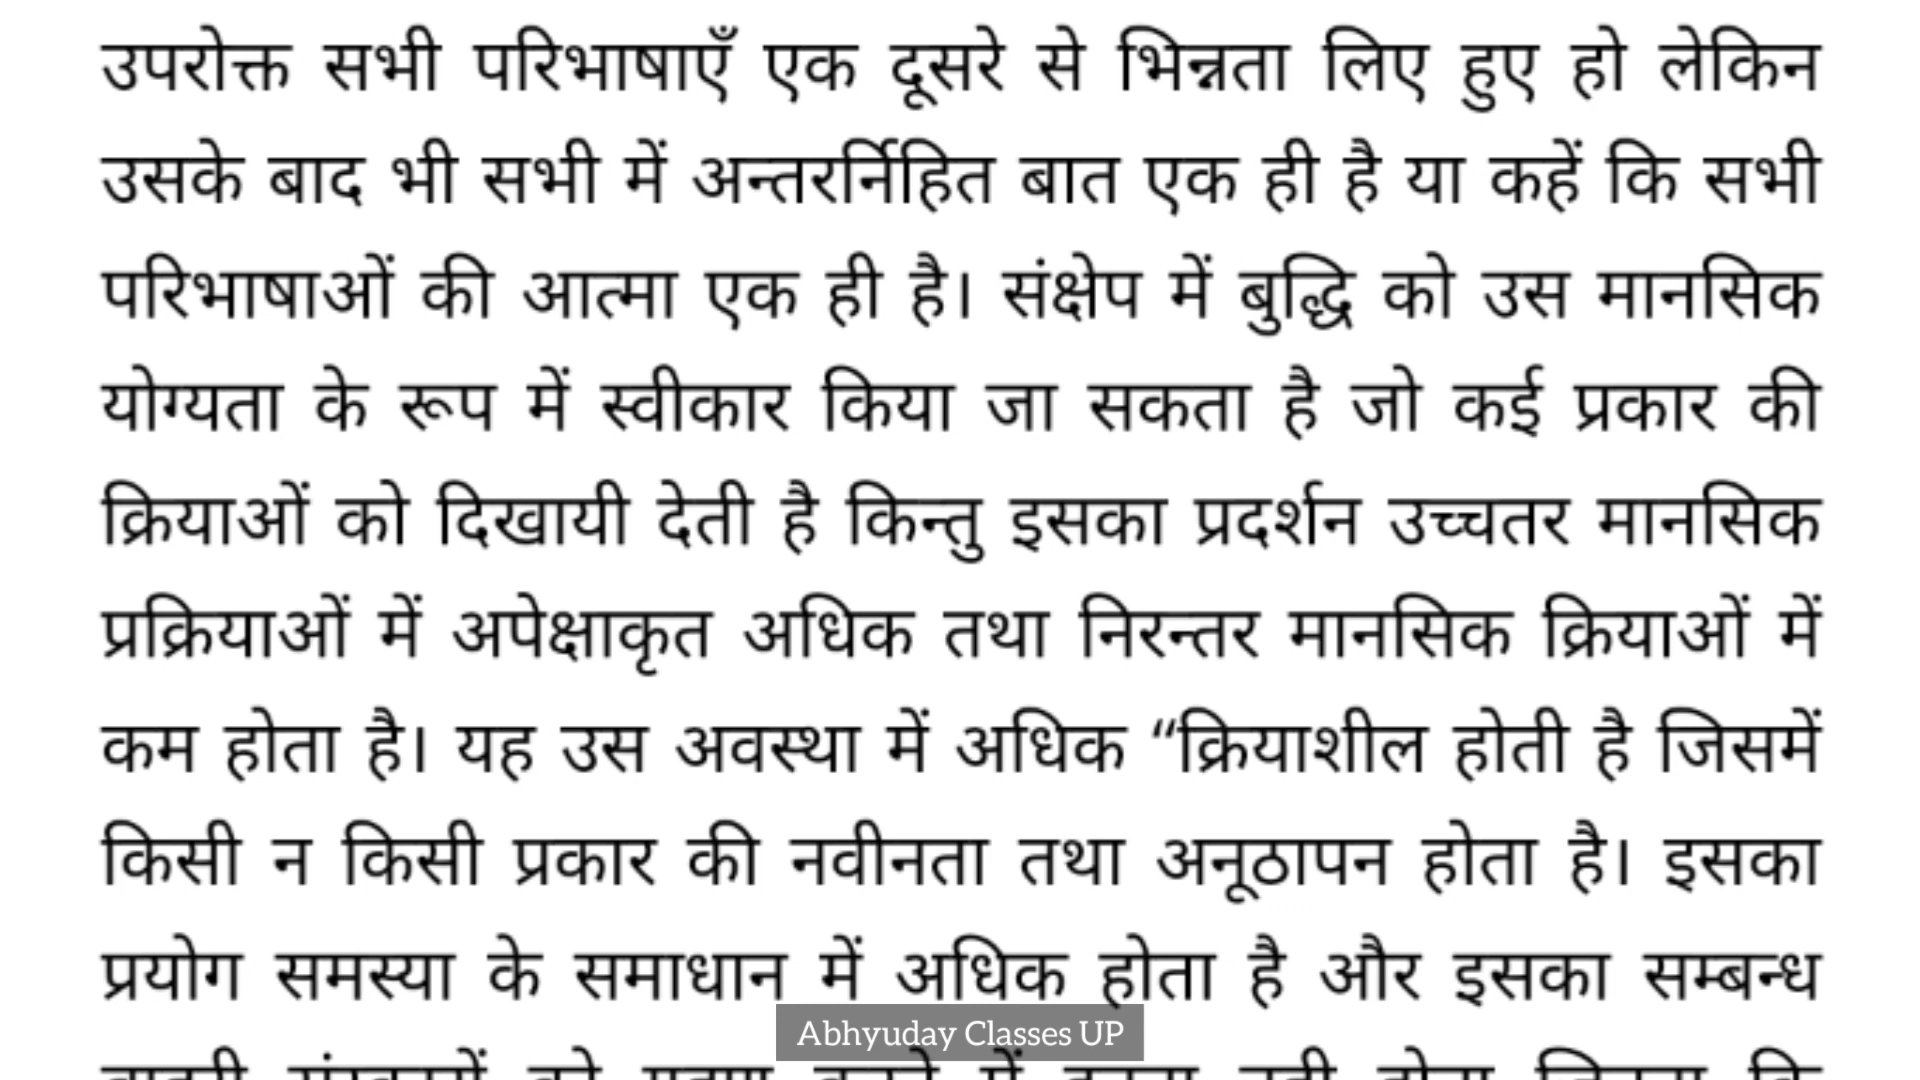 उपरोक्त सभी परिभाषाएँ एक दूसरे से भिन्नता लिए हुए हो लेकिन
उसके बाद भी सभी में अन्तरर्निहित बात एक ही है या कहें कि सभी
परिभाषाओं की आत्मा एक ही है। संक्षेप में बुद्धि को उस मानसिक
योग्यता के रूप में स्वीकार किया जा सकता है जो कई प्रकार की
क्रियाओं को दिखायी देती है किन्तु इसका प्रदर्शन उच्चतर मानसिक
प्रक्रियाओं में अपेक्षाकृत अधिक तथा निरन्तर मानसिक क्रियाओं में
कम होता है। यह उस अवस्था में अधिक “क्रियाशील होती है जिसमें
किसी न किसी प्रकार की नवीनता तथा अनूठापन होता है। इसका
प्रयोग समस्या के समाधान में अधिक होता है और इसका सम्बन्ध
Abhyuday Classes UP